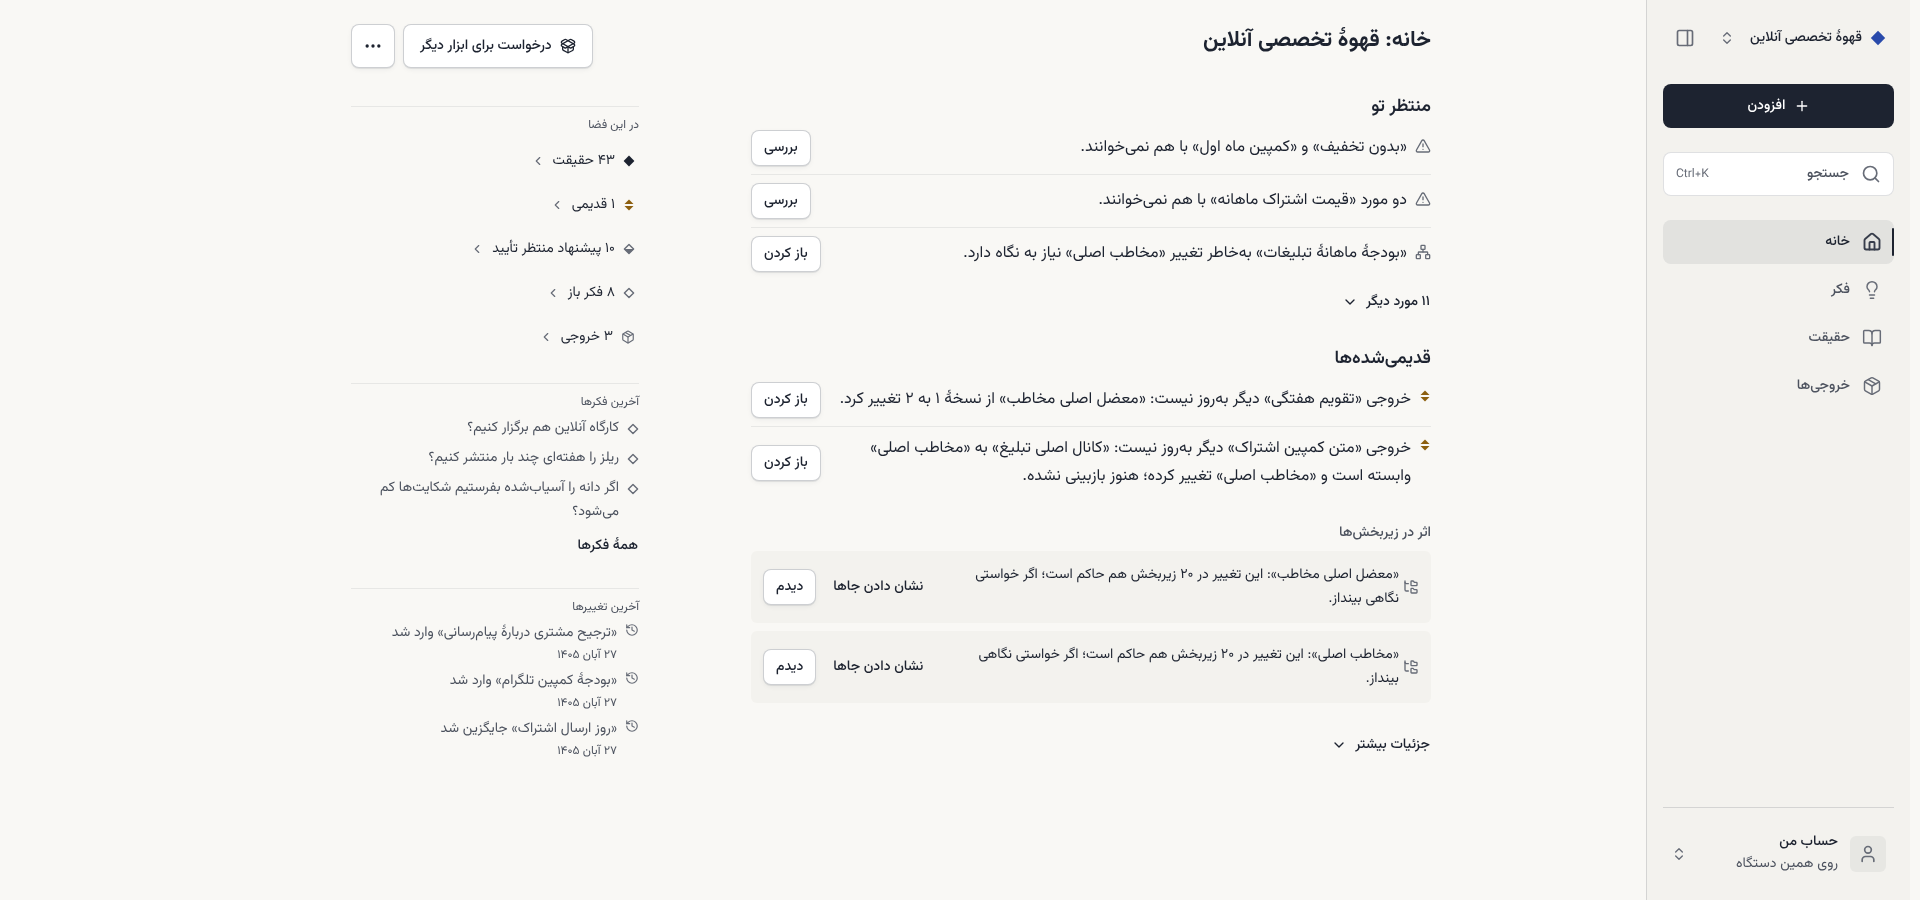 قهوهٔ تخصصی آنلاین
افزودن
جستجو
Ctrl+K
خانه
فکر
حقیقت
خروجی‌ها
حساب من
روی همین دستگاه
خانه: قهوهٔ تخصصی آنلاین
منتظر تو
«بدون تخفیف» و «کمپین ماه اول» با هم نمی‌خوانند.
بررسی
دو مورد «قیمت اشتراک ماهانه» با هم نمی‌خوانند.
بررسی
«بودجهٔ ماهانهٔ تبلیغات» به‌خاطر تغییر «مخاطب اصلی» نیاز به نگاه دارد.
باز کردن
۱۱ مورد دیگر
قدیمی‌شده‌ها
خروجی «تقویم هفتگی» دیگر به‌روز نیست: «معضل اصلی مخاطب» از نسخهٔ ۱ به ۲ تغییر کرد.
باز کردن
خروجی «متن کمپین اشتراک» دیگر به‌روز نیست: «کانال اصلی تبلیغ» به «مخاطب اصلی»
وابسته است و «مخاطب اصلی» تغییر کرده؛ هنوز بازبینی نشده.
باز کردن
اثر در زیربخش‌ها
«معضل اصلی مخاطب»: این تغییر در ۲۰ زیربخش هم حاکم است؛ اگر خواستی
نگاهی بینداز.
نشان دادن جاها
دیدم
«مخاطب اصلی»: این تغییر در ۲۰ زیربخش هم حاکم است؛ اگر خواستی نگاهی
بینداز.
نشان دادن جاها
دیدم
جزئیات بیشتر
درخواست برای ابزار دیگر
در این فضا
۴۳ حقیقت
۱ قدیمی
۱۰ پیشنهاد منتظر تأیید
۸ فکر باز
۳ خروجی
آخرین فکرها
کارگاه آنلاین هم برگزار کنیم؟
ریلز را هفته‌ای چند بار منتشر کنیم؟
اگر دانه را آسیاب‌شده بفرستیم شکایت‌ها کم
می‌شود؟
همهٔ فکرها
آخرین تغییرها
«ترجیح مشتری دربارهٔ پیام‌رسانی» وارد شد
۲۷ آبان ۱۴۰۵
«بودجهٔ کمپین تلگرام» وارد شد
۲۷ آبان ۱۴۰۵
«روز ارسال اشتراک» جایگزین شد
۲۷ آبان ۱۴۰۵